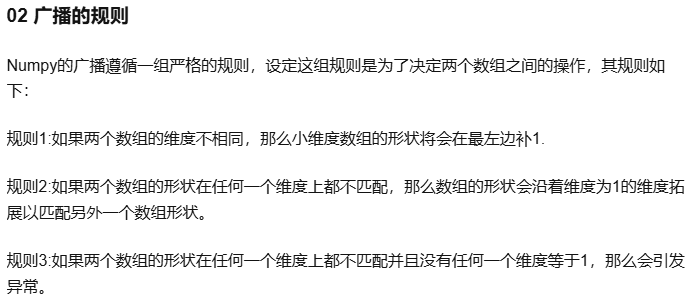 02 广播的规则
Numpy的广播遵循一组严格的规则，设定这组规则是为了决定两个数组之间的操作，其规则如
下：
规则1:如果两个数组的维度不相同，那么小维度数组的形状将会在最左边补1.
规则2:如果两个数组的形状在任何一个维度上都不匹配，那么数组的形状会沿着维度为1的维度拓
展以匹配另外一个数组形状。
规则3:如果两个数组的形状在任何一个维度上都不匹配并且没有任何一个维度等于1，那么会引发
异常。